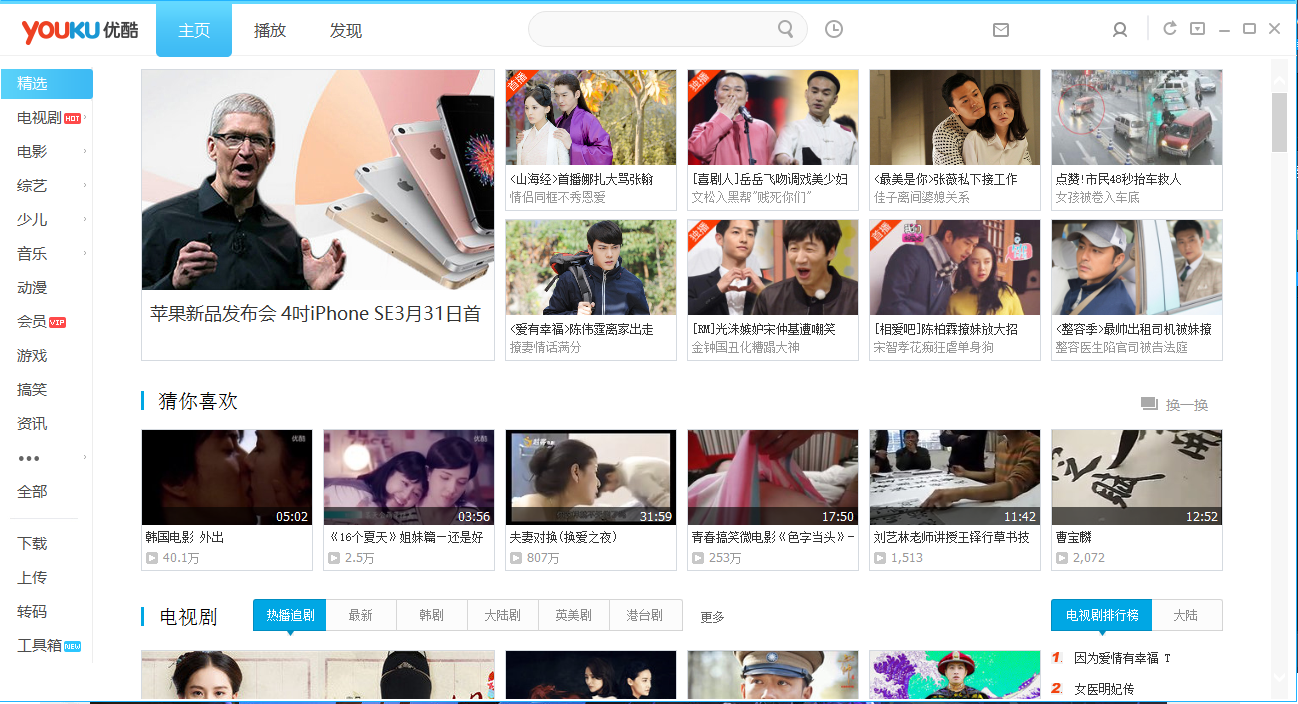 YOUKU 优酷
主页
播放
发现
精选
电视剧 HOT
电影
综艺
少儿
音乐
动漫
会员 VIP
游戏
搞笑
资讯
•••
全部
下载
上传
转码
工具箱 NEW
苹果新品发布会 4吋iPhone SE3月31日首
首播
<山海经>首播娜扎大骂张翰
情侣同框不秀恩爱
独播
[喜剧人]岳岳飞吻调戏美少妇
文松入黑帮"贱死你们"
<最美是你>张薇私下接工作
佳子离间婆媳关系
点赞!市民48秒抬车救人
女孩被卷入车底
<爱有幸福>陈伟霆离家出走
撩妻情话满分
独播
[RM]光洙嫉妒宋仲基遭嘲笑
金钟国丑化糟蹋大神
首播
[相爱吧]陈柏霖撩妹放大招
宋智孝花痴狂虐单身狗
<整容季>最帅出租司机被妹撩
整容医生陷官司被告法庭
猜你喜欢
换一换
优酷
05:02
韩国电影 外出
40.1万
优酷
03:56
《16个夏天》姐妹篇—还是好
2.5万
31:59
夫妻对换(换爱之夜)
807万
17:50
青春搞笑微电影《色字当头》-
253万
11:42
刘艺林老师讲授王铎行草书技
1,513
12:52
曹宝麟
2,072
电视剧
热播追剧
最新
韩剧
大陆剧
英美剧
港台剧
更多
电视剧排行榜
大陆
1. 因为爱情有幸福 T
2. 女医明妃传